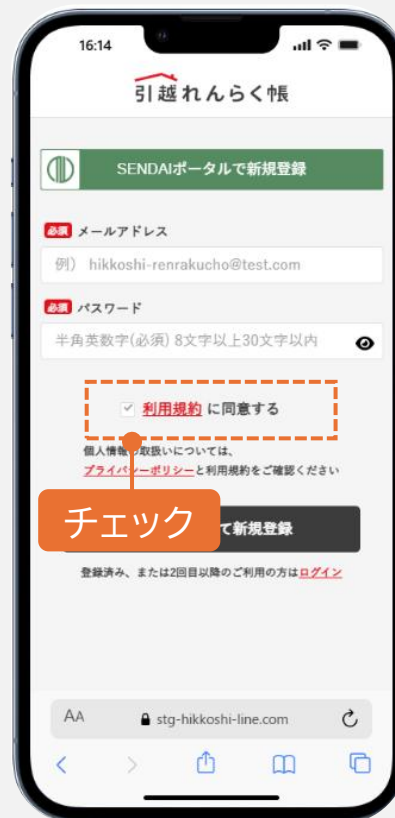 16:14
引越れんらく帳
SENDAIポータルで新規登録
必須 メールアドレス
例） hikkoshi-renrakucho@test.com
必須 パスワード
半角英数字(必須) 8文字以上30文字以内
利用規約 に同意する
個人情報の取扱いについては、
プライバシーポリシーと利用規約をご確認ください
チェック
て新規登録
登録済み、または2回目以降のご利用の方はログイン
AA
stg-hikkoshi-line.com